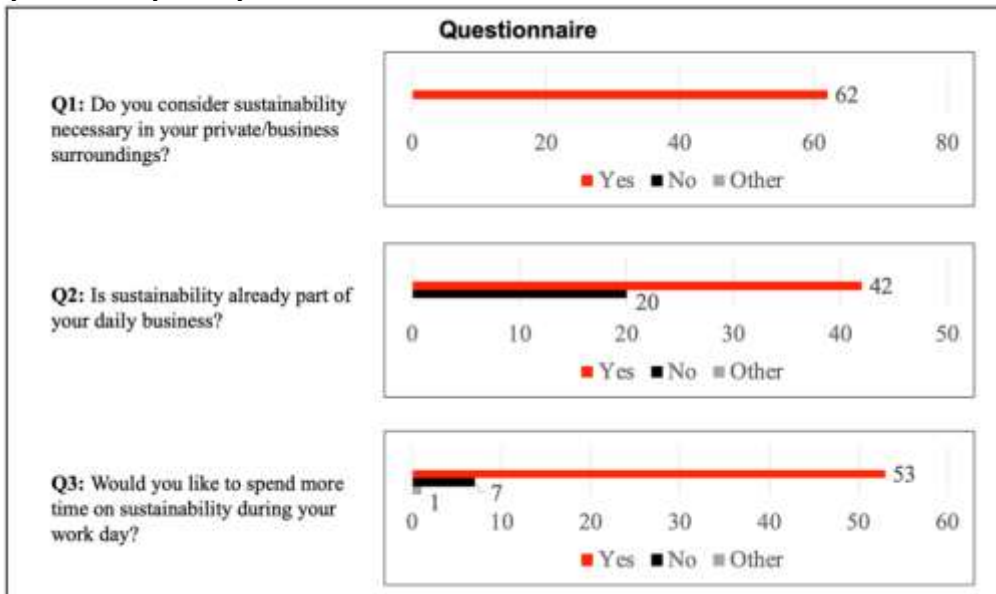 Questionnaire
Q1: Do you consider sustainability
necessary in your private/business
surroundings?
62
0 20 40 60 80
Yes No Other
Q2: Is sustainability already part of
your daily business?
42
20
0 10 20 30 40 50
Yes No Other
Q3: Would you like to spend more
time on sustainability during your
work day?
53
7
1
0 10 20 30 40 50 60
Yes No Other